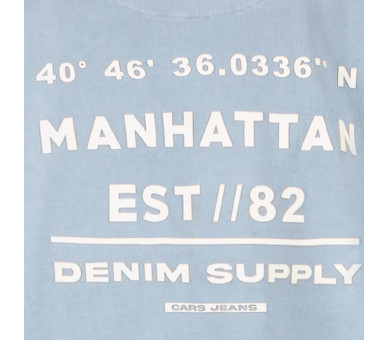 40° 46' 36.0336" N
MANHATTAN
EST//82
DENIM SUPPLY
CARS JEANS